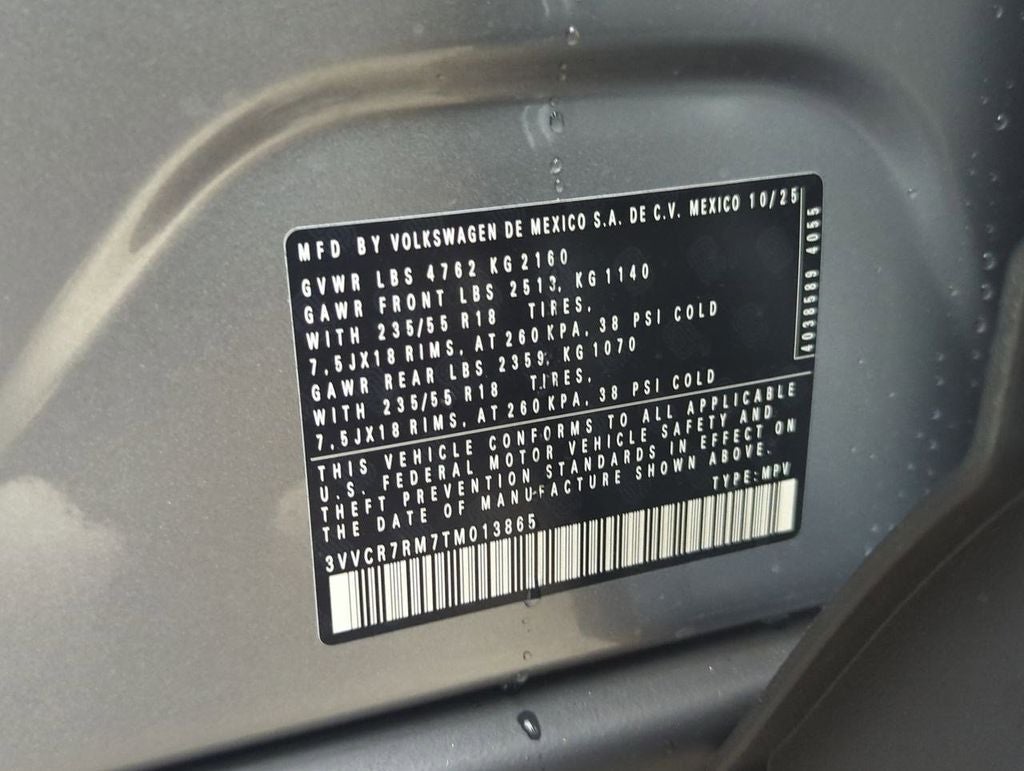 MFD BY VOLKSWAGEN DE MEXICO S.A. DE C.V. MEXICO 10/25
GVWR LBS 4762 KG 2160
GAWR FRONT LBS 2513, KG 1140
WITH 235/55 R18 TIRES,
7,5JX18 RIMS, AT 260 KPA, 38 PSI COLD
GAWR REAR LBS 2359, KG 1070
WITH 235/55 R18 TIRES,
7,5JX18 RIMS, AT 260 KPA, 38 PSI COLD
4038589 4055
THIS VEHICLE CONFORMS TO ALL APPLICABLE
U.S. FEDERAL MOTOR VEHICLE SAFETY AND
THEFT PREVENTION STANDARDS IN EFFECT ON
THE DATE OF MANUFACTURE SHOWN ABOVE.
TYPE: MPV
3VVCR7RM7TM013865